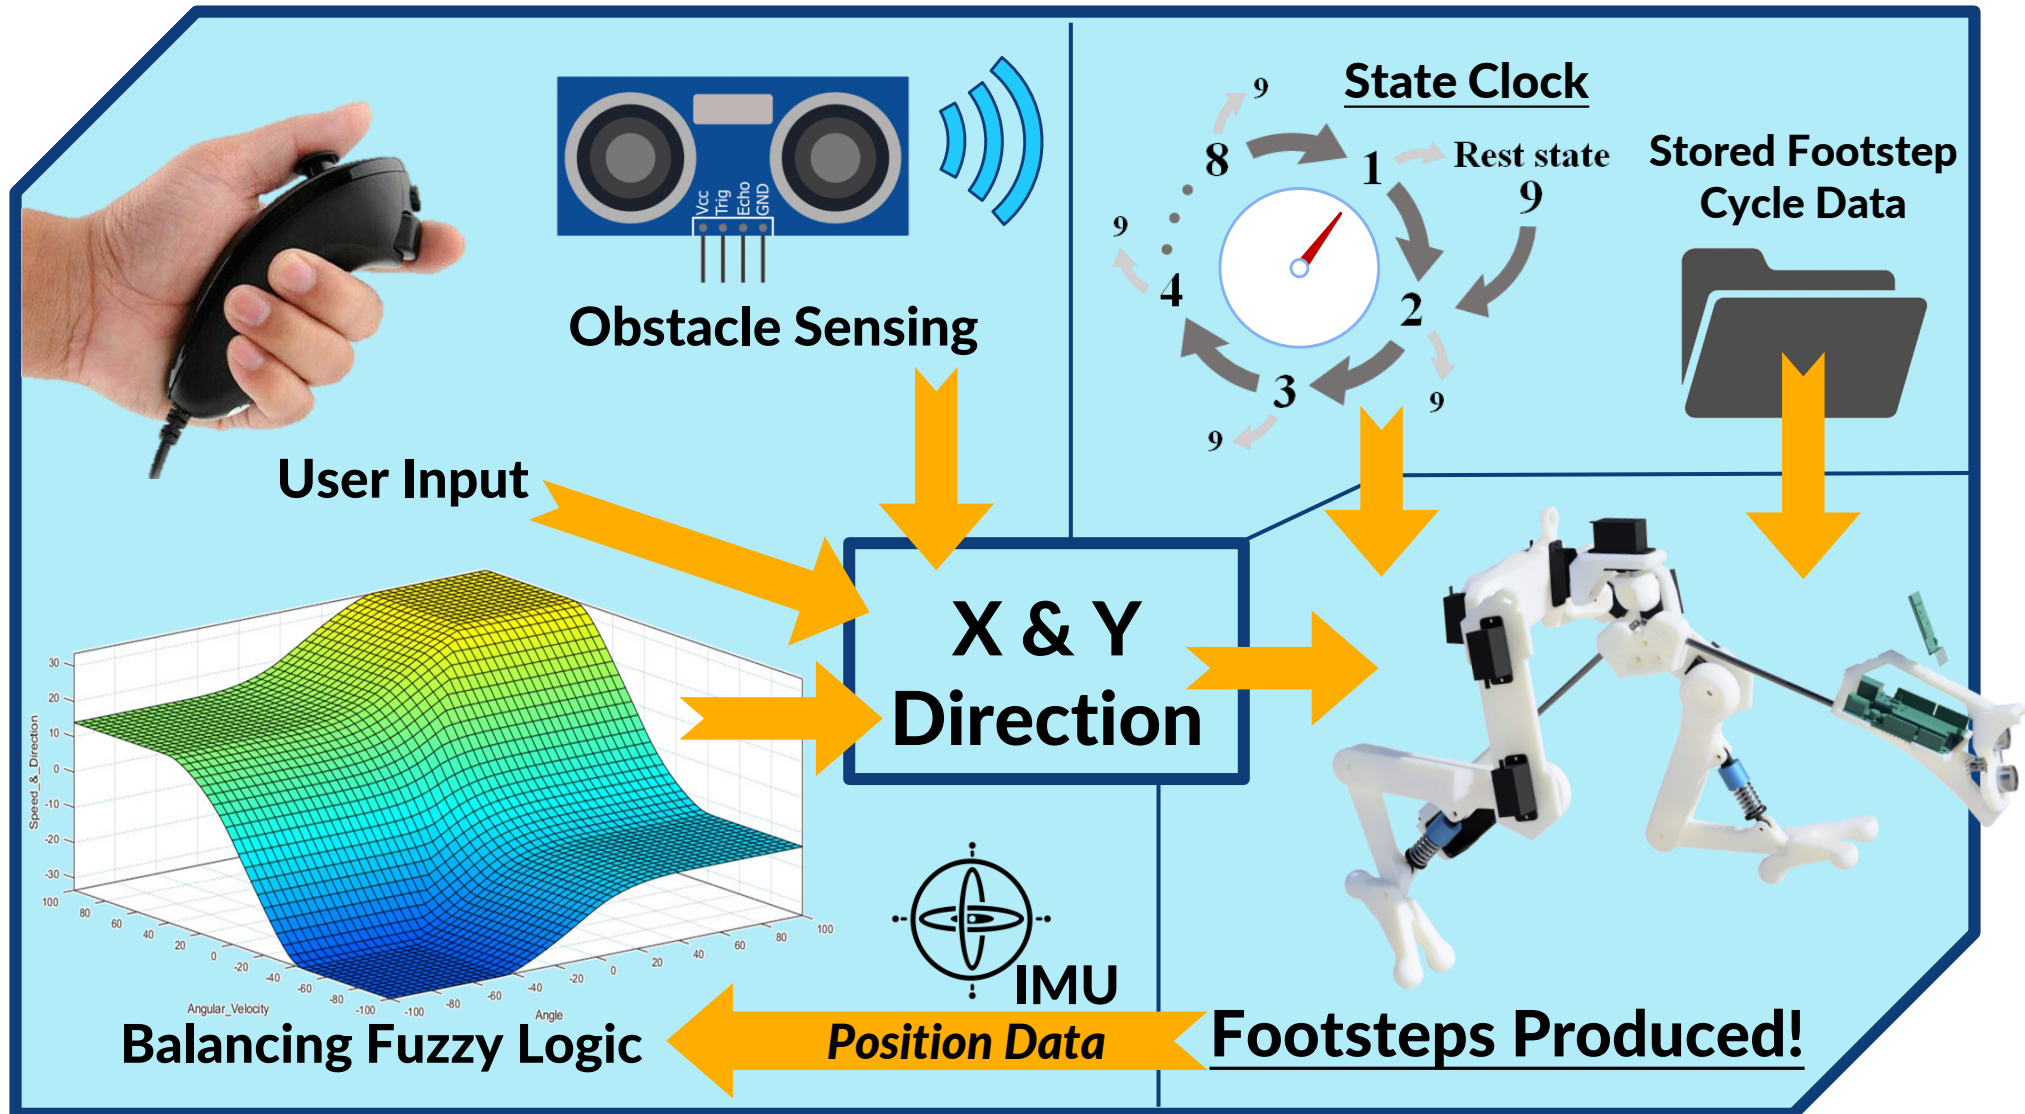 Vcc
Trig
Echo
GND
Obstacle Sensing
User Input
State Clock
9
8
1
Rest state
9
9
4
2
3
9
9
Stored Footstep
Cycle Data
X & Y
Direction
30
20
10
0
-10
-20
-30
Speed_&_Direction
100
80
60
40
20
0
-20
-40
-60
-80
-100
Angular_Velocity
-100
-80
-60
-40
-20
0
20
40
60
80
100
Angle
Balancing Fuzzy Logic
IMU
Position Data
Footsteps Produced!